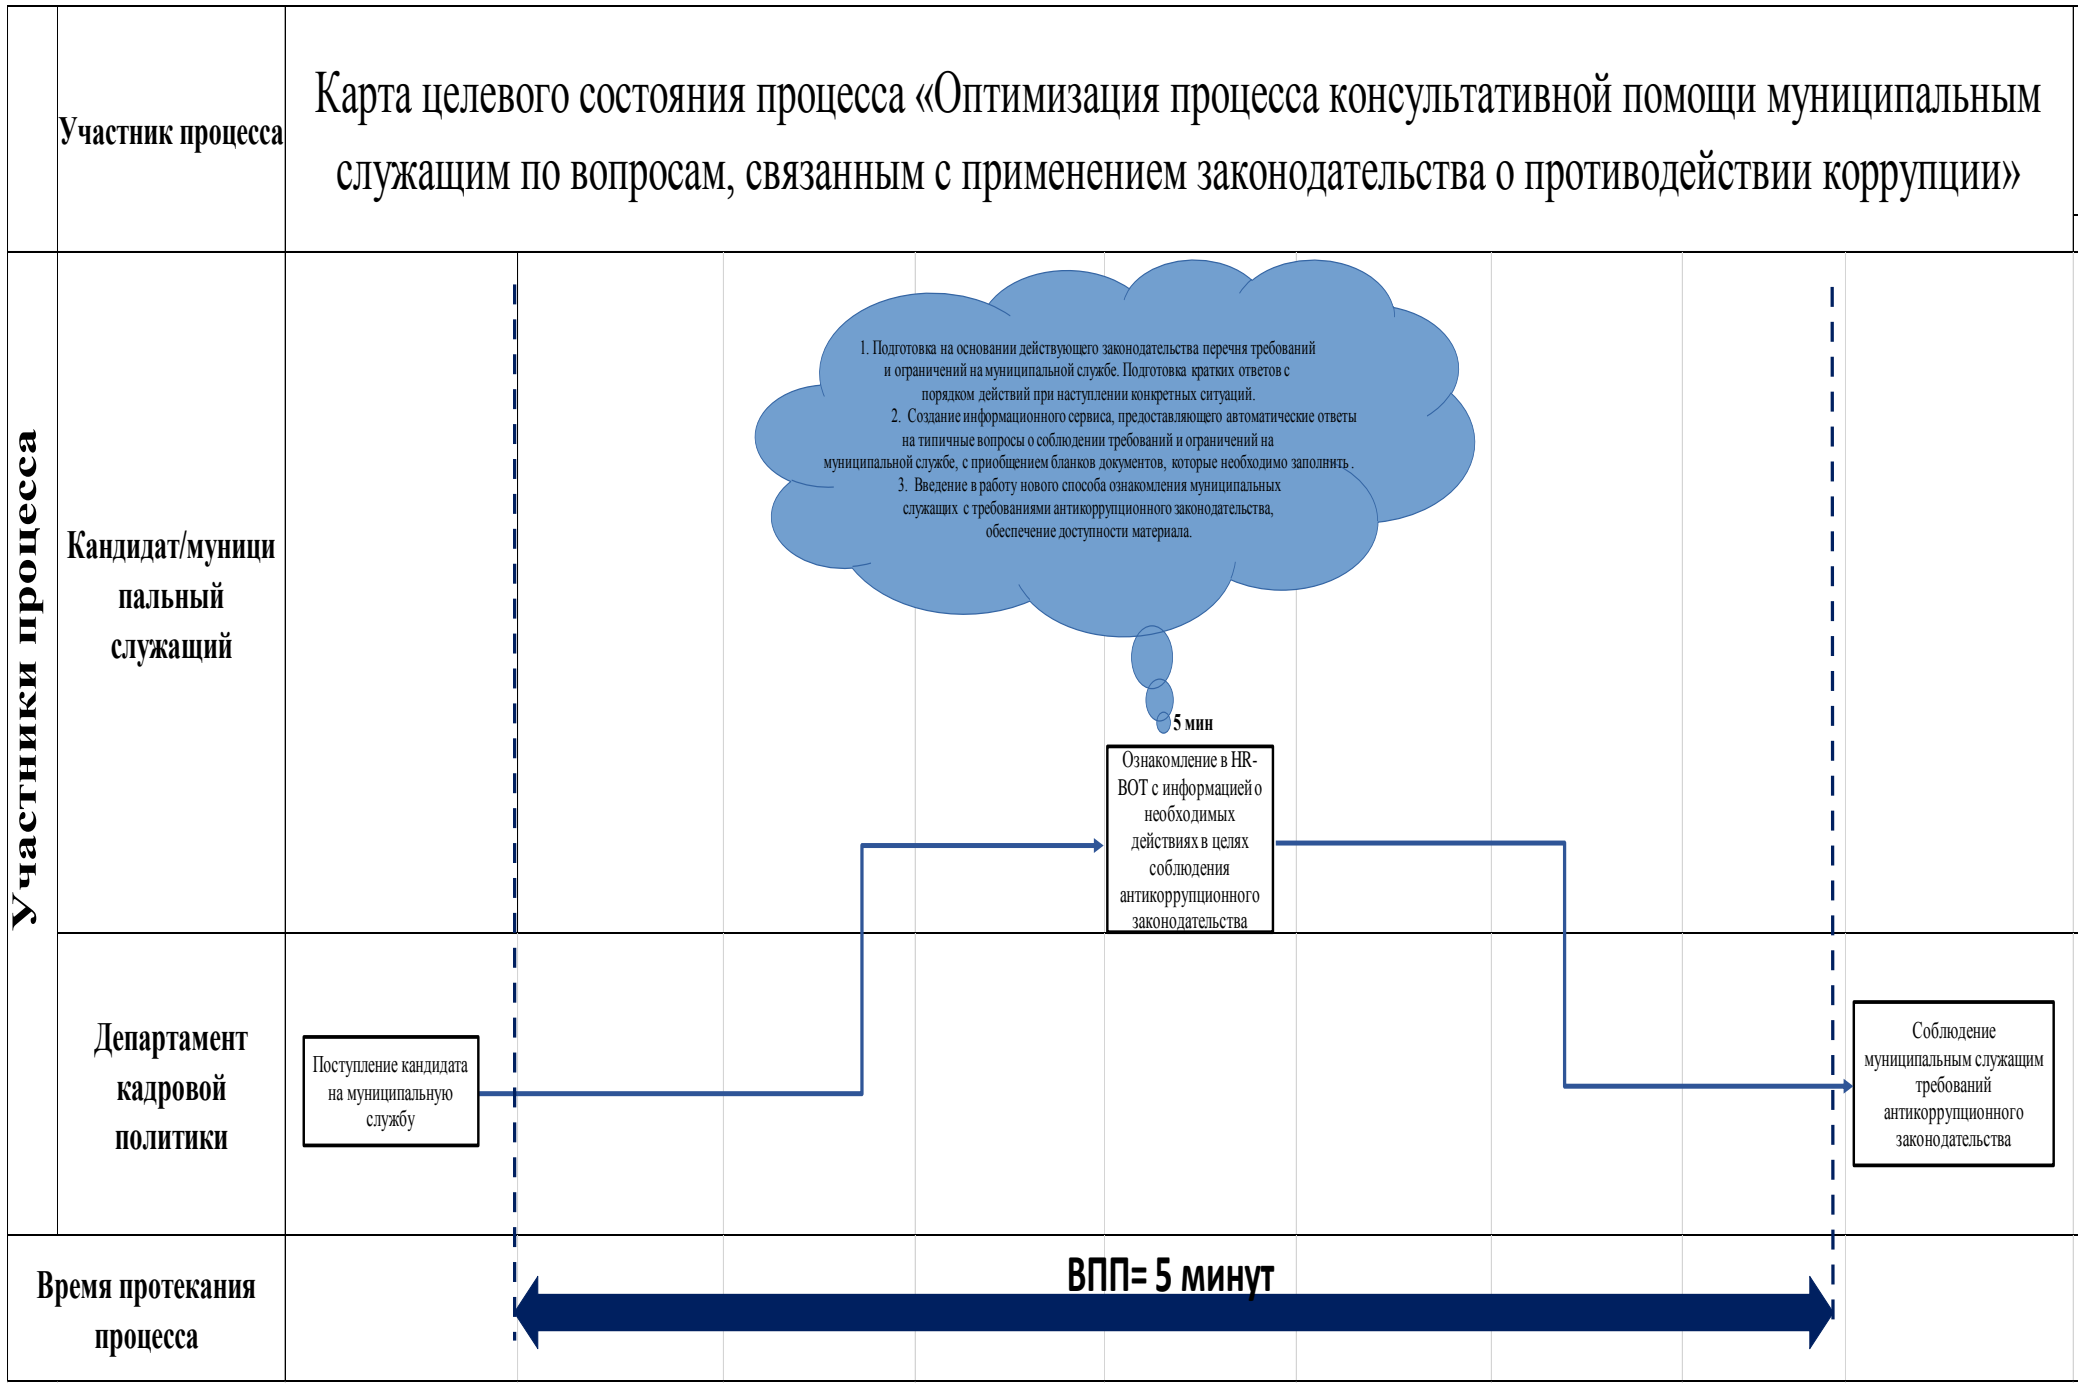 Участник процесса
Карта целевого состояния процесса «Оптимизация процесса консультативной помощи муниципальным
служащим по вопросам, связанным с применением законодательства о противодействии коррупции»
Участники процесса
Кандидат/муници
пальный
служащий
1. Подготовка на основании действующего законодательства перечня требований
и ограничений на муниципальной службе. Подготовка кратких ответов с
порядком действий при наступлении конкретных ситуаций.
2. Создание информационного сервиса, предоставляющего автоматические ответы
на типичные вопросы о соблюдении требований и ограничений на
муниципальной службе, с приобщением бланков документов, которые необходимо заполнить .
3. Введение в работу нового способа ознакомления муниципальных
служащих с требованиями антикоррупционного законодательства,
обеспечение доступности материала.
5 мин
Ознакомление в HR-
BOT с информацией о
необходимых
действиях в целях
соблюдения
антикоррупционного
законодательства
Департамент
кадровой
политики
Поступление кандидата
на муниципальную
службу
Соблюдение
муниципальным служащим
требований
антикоррупционного
законодательства
Время протекания
процесса
ВПП= 5 минут